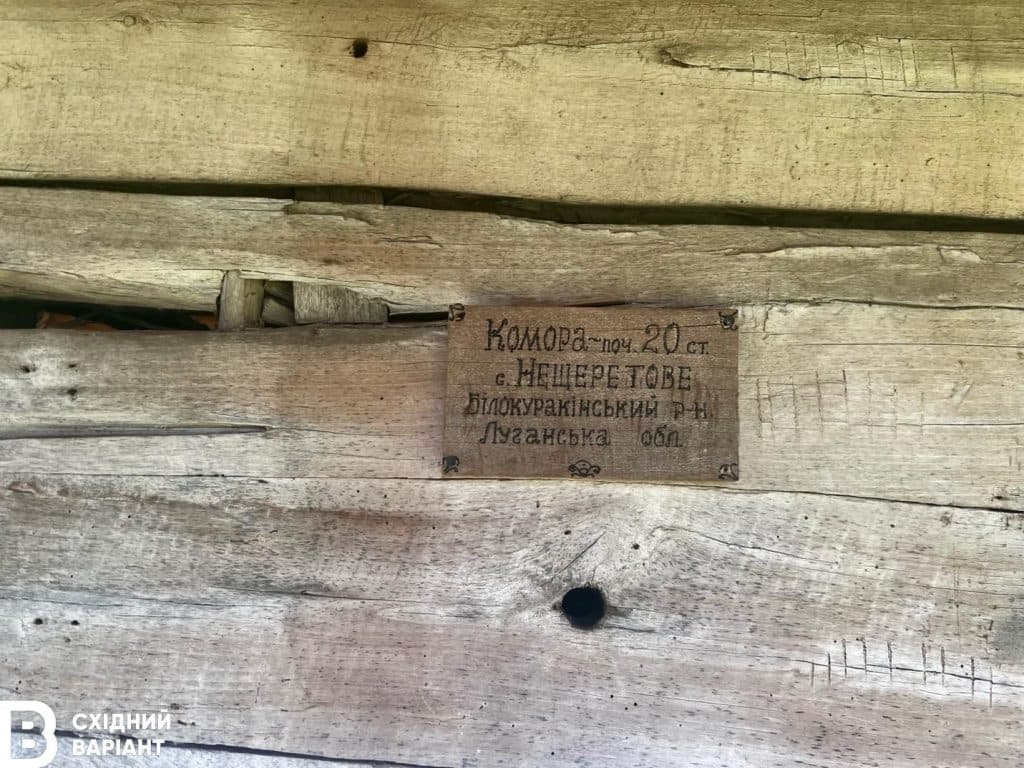 Комора~поч. 20 ст.
с. Нещеретове
Білокуракінський р-н.
Луганська обл.
СХІДНИЙ
ВАРІАНТ